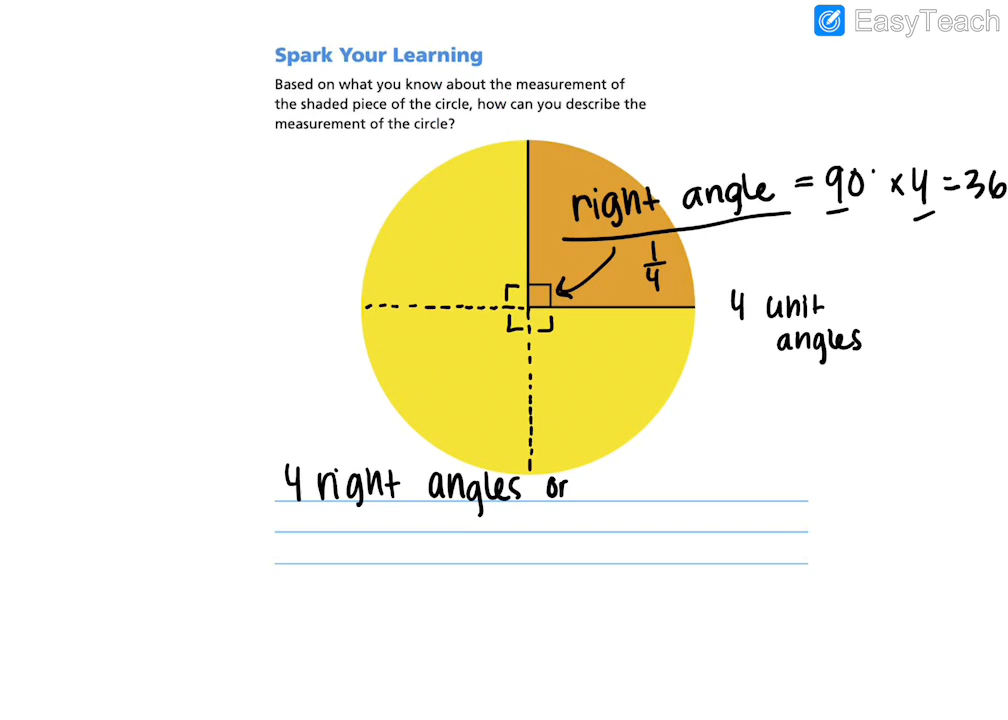 EasyTeach
Spark Your Learning
Based on what you know about the measurement of
the shaded piece of the circle, how can you describe the
measurement of the circle?
right angle = 90° × 4 = 36
1/4
4 unit
angles
4 right angles or